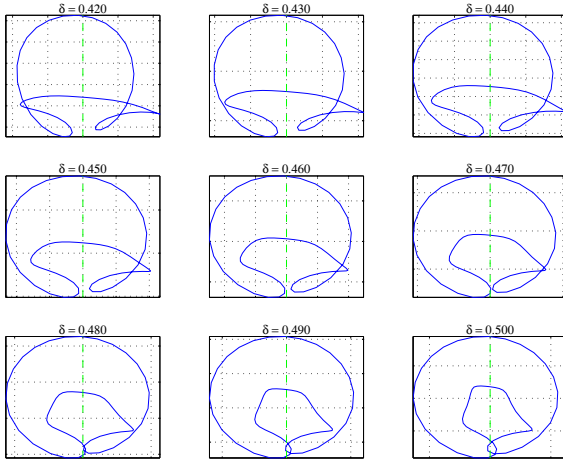 δ = 0.420 δ = 0.430 δ = 0.440
δ = 0.450 δ = 0.460 δ = 0.470
δ = 0.480 δ = 0.490 δ = 0.500